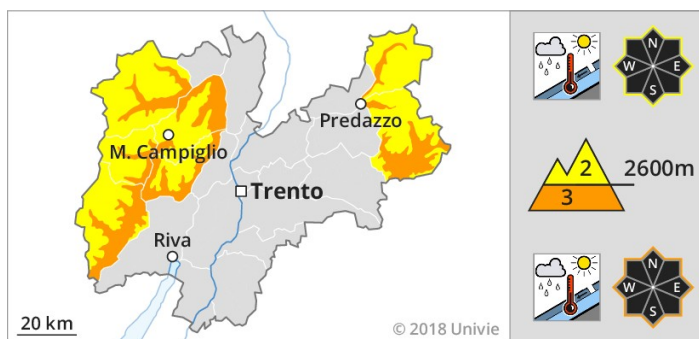 N
W E
S
Predazzo
M. Campiglio
2 2600m
Trento
3
Riva
N
W E
S
20 km
© 2018 Univie